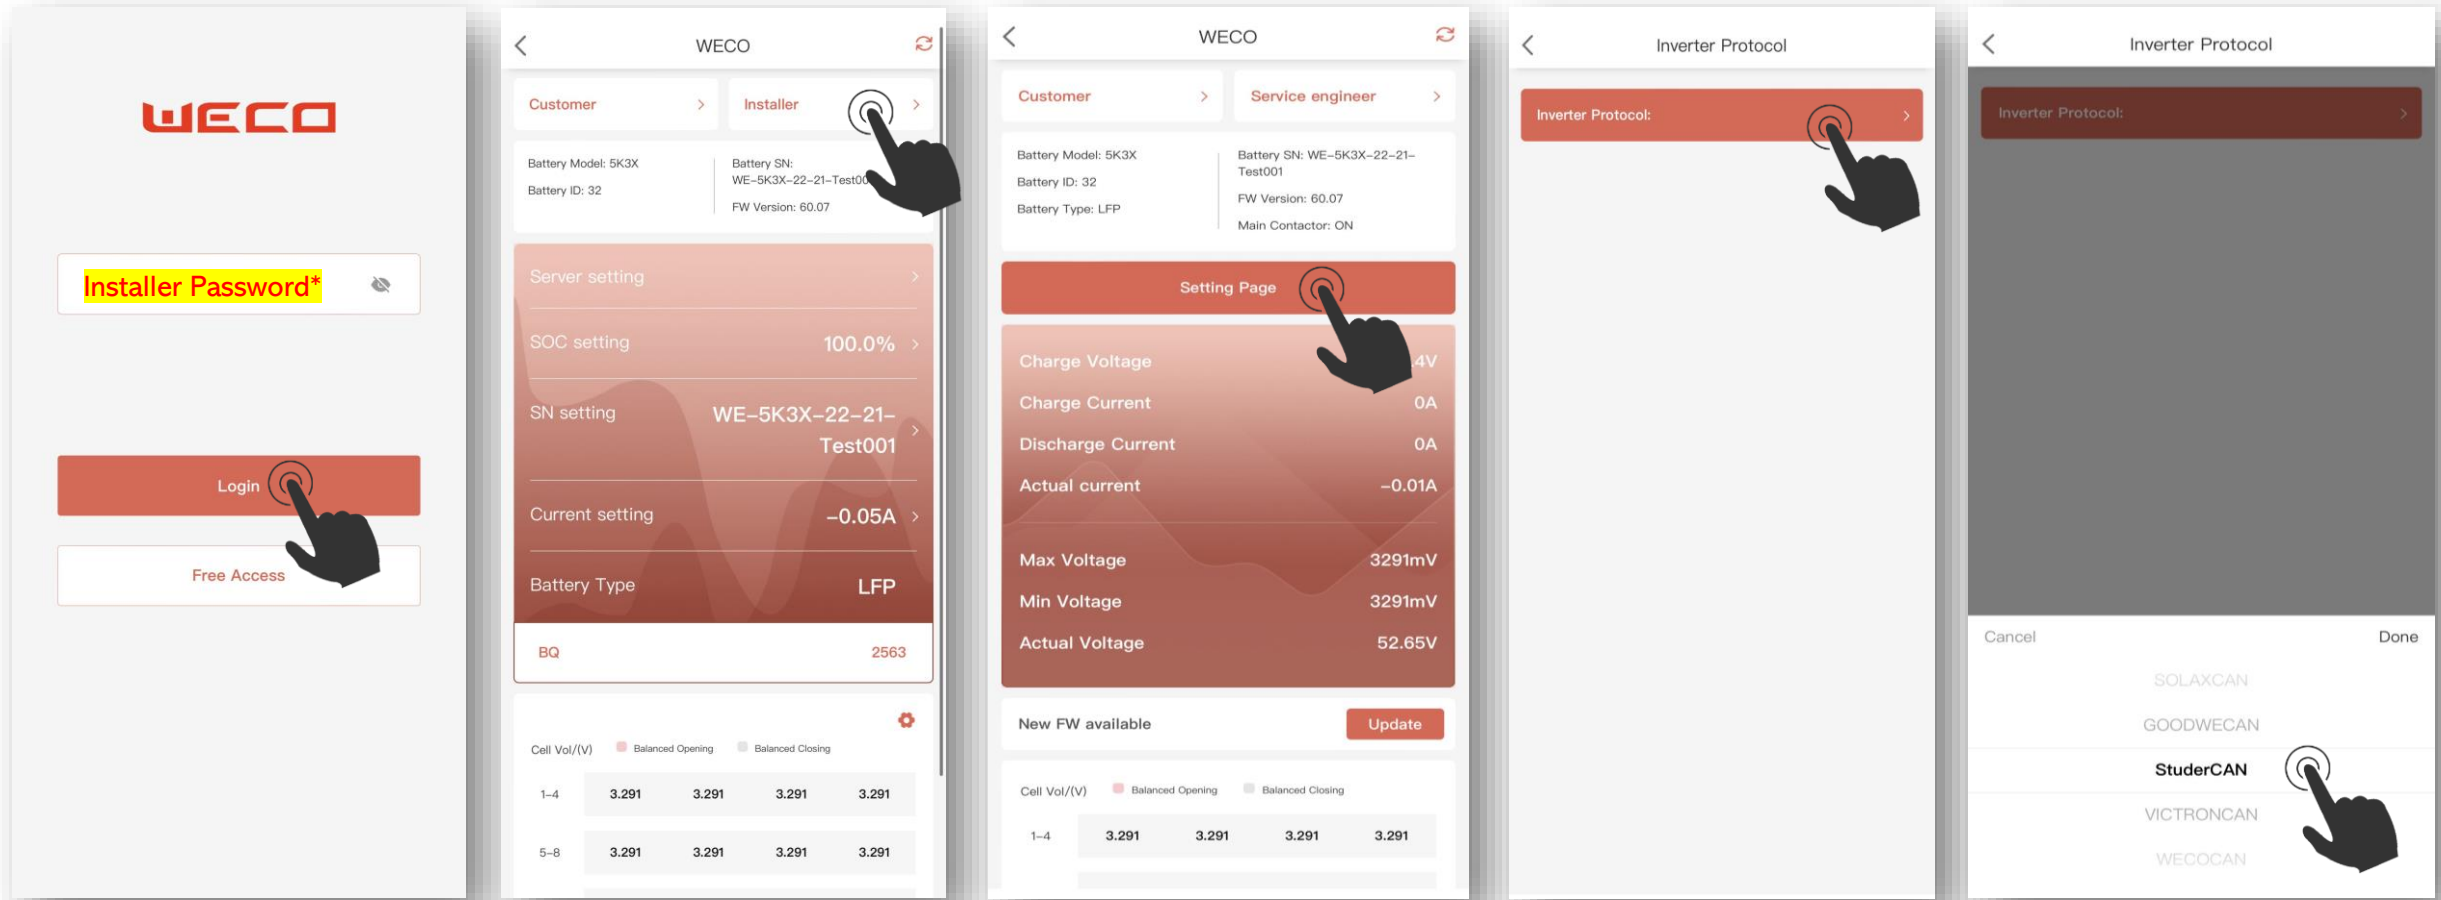 WECO
Installer Password*
Login
Free Access
WECO
Customer
Installer
Battery Model: 5K3X
Battery ID: 32
Battery SN:
WE-5K3X-22-21-Test00
FW Version: 60.07
Server setting
SOC setting 100.0%
SN setting WE-5K3X-22-21-
Test001
Current setting -0.05A
Battery Type LFP
BQ 2563
Cell Vol/(V) Balanced Opening Balanced Closing
1-4 3.291 3.291 3.291 3.291
5-8 3.291 3.291 3.291 3.291
WECO
Customer
Service engineer
Battery Model: 5K3X
Battery ID: 32
Battery Type: LFP
Battery SN: WE-5K3X-22-21-
Test001
FW Version: 60.07
Main Contactor: ON
Setting Page
Charge Voltage 4V
Charge Current 0A
Discharge Current 0A
Actual current -0.01A
Max Voltage 3291mV
Min Voltage 3291mV
Actual Voltage 52.65V
New FW available Update
Cell Vol/(V) Balanced Opening Balanced Closing
1-4 3.291 3.291 3.291 3.291
Inverter Protocol
Inverter Protocol:
Inverter Protocol
Inverter Protocol:
Cancel Done
SOLAXCAN
GOODWECAN
StuderCAN
VICTRONCAN
WECOCAN